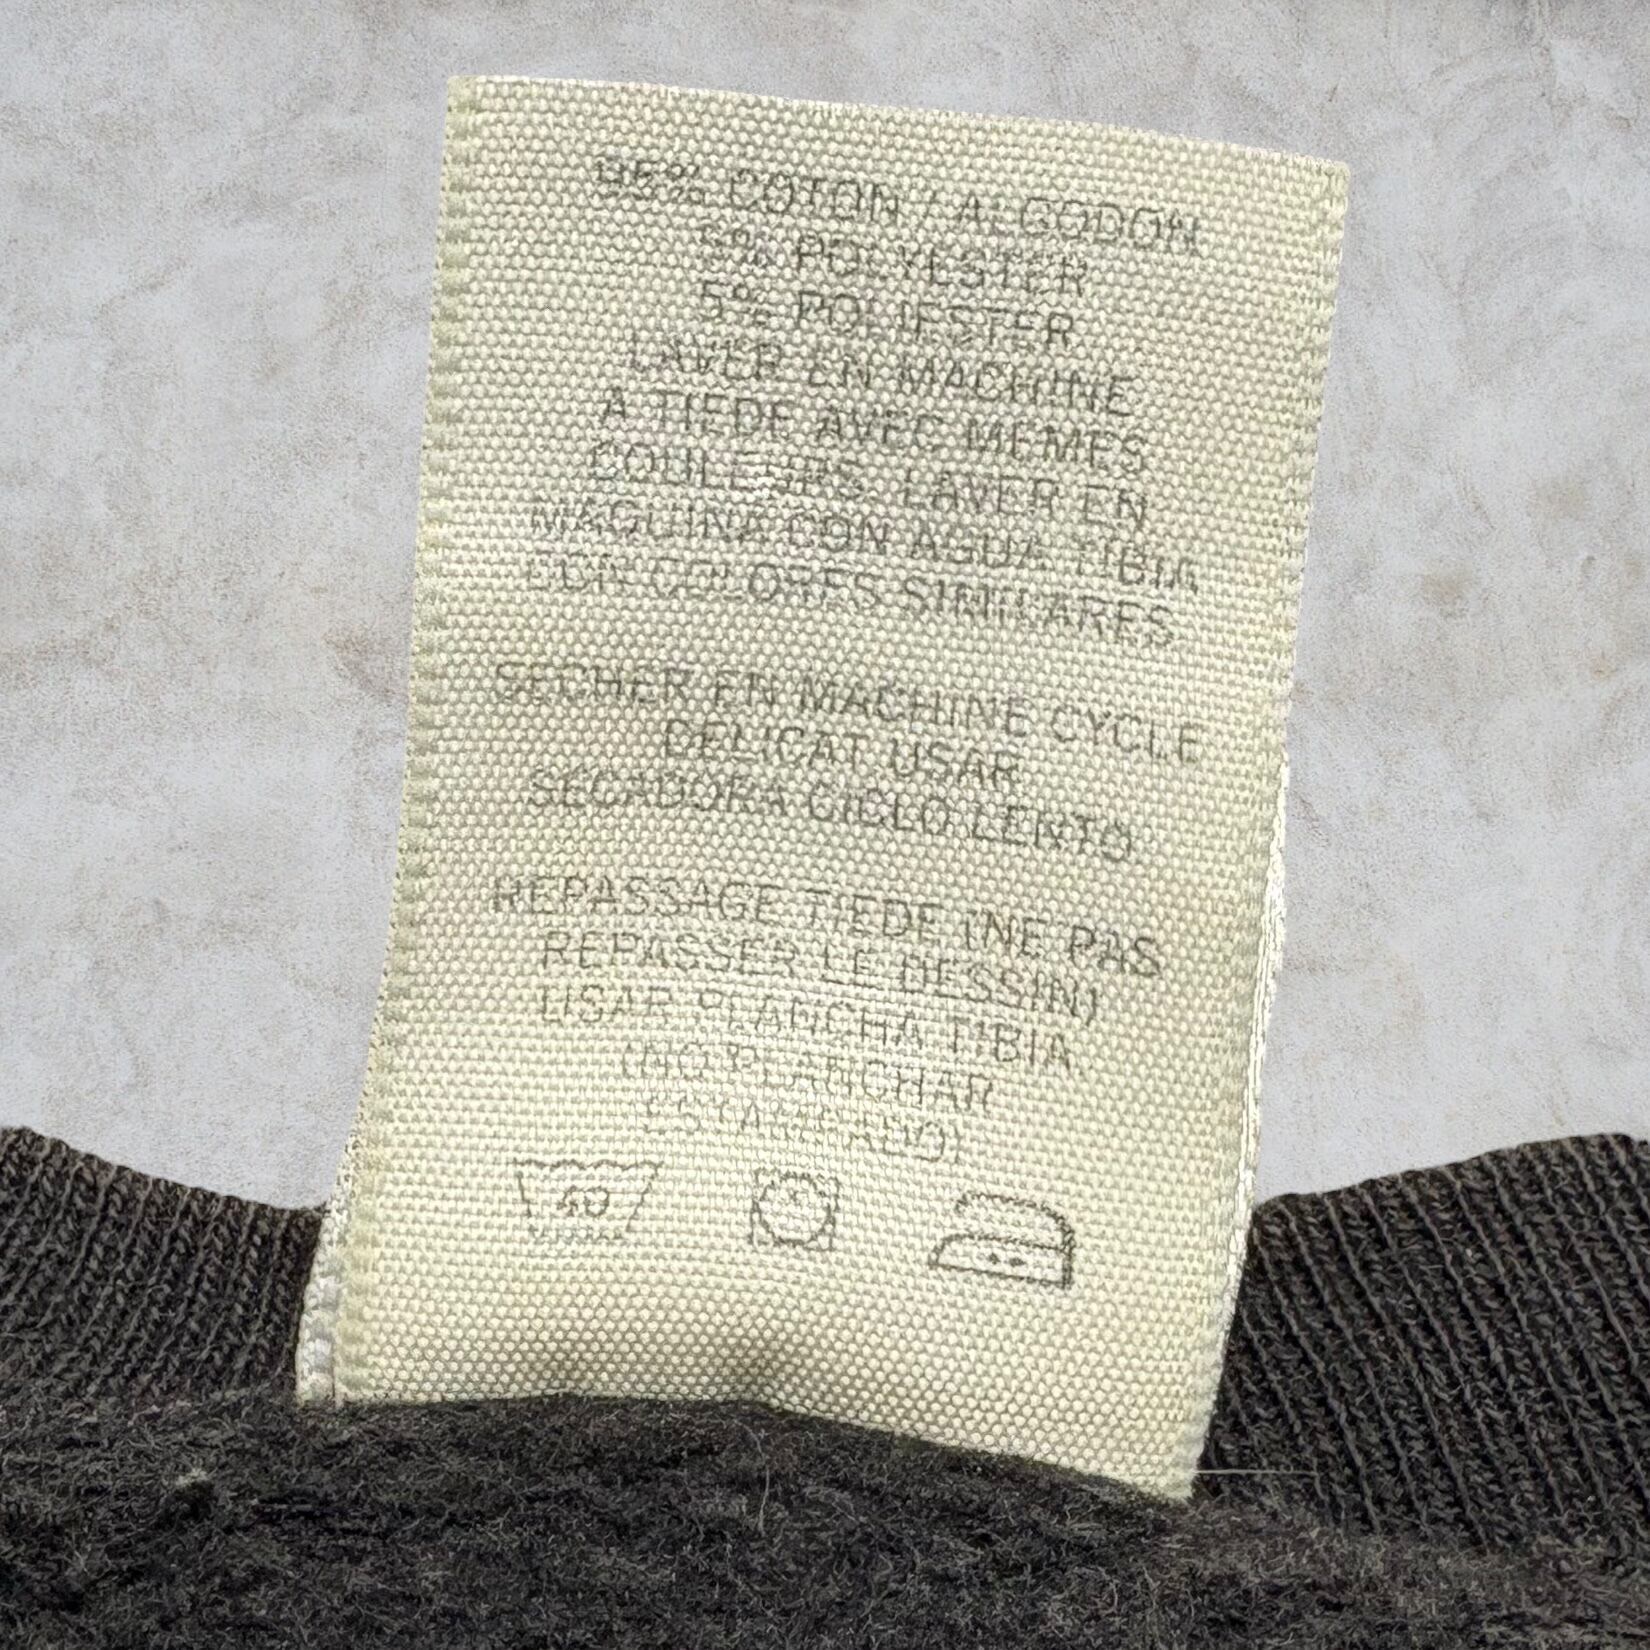 95% COTON / ALGODON
5% POLYESTER
5% POLIESTER
LAVER EN MACHINE
A TIEDE AVEC MEMES
COULEURS. LAVER EN
MAQUINA CON AGUA TIBIA
CON COLORES SIMILARES
SECHER EN MACHINE CYCLE
DELICAT USAR
SECADORA CICLO LENTO
REPASSAGE TIEDE (NE PAS
REPASSER LE DESSIN)
USAR PLANCHA TIBIA
(NO PLANCHAR
ESTAMPADO)
40